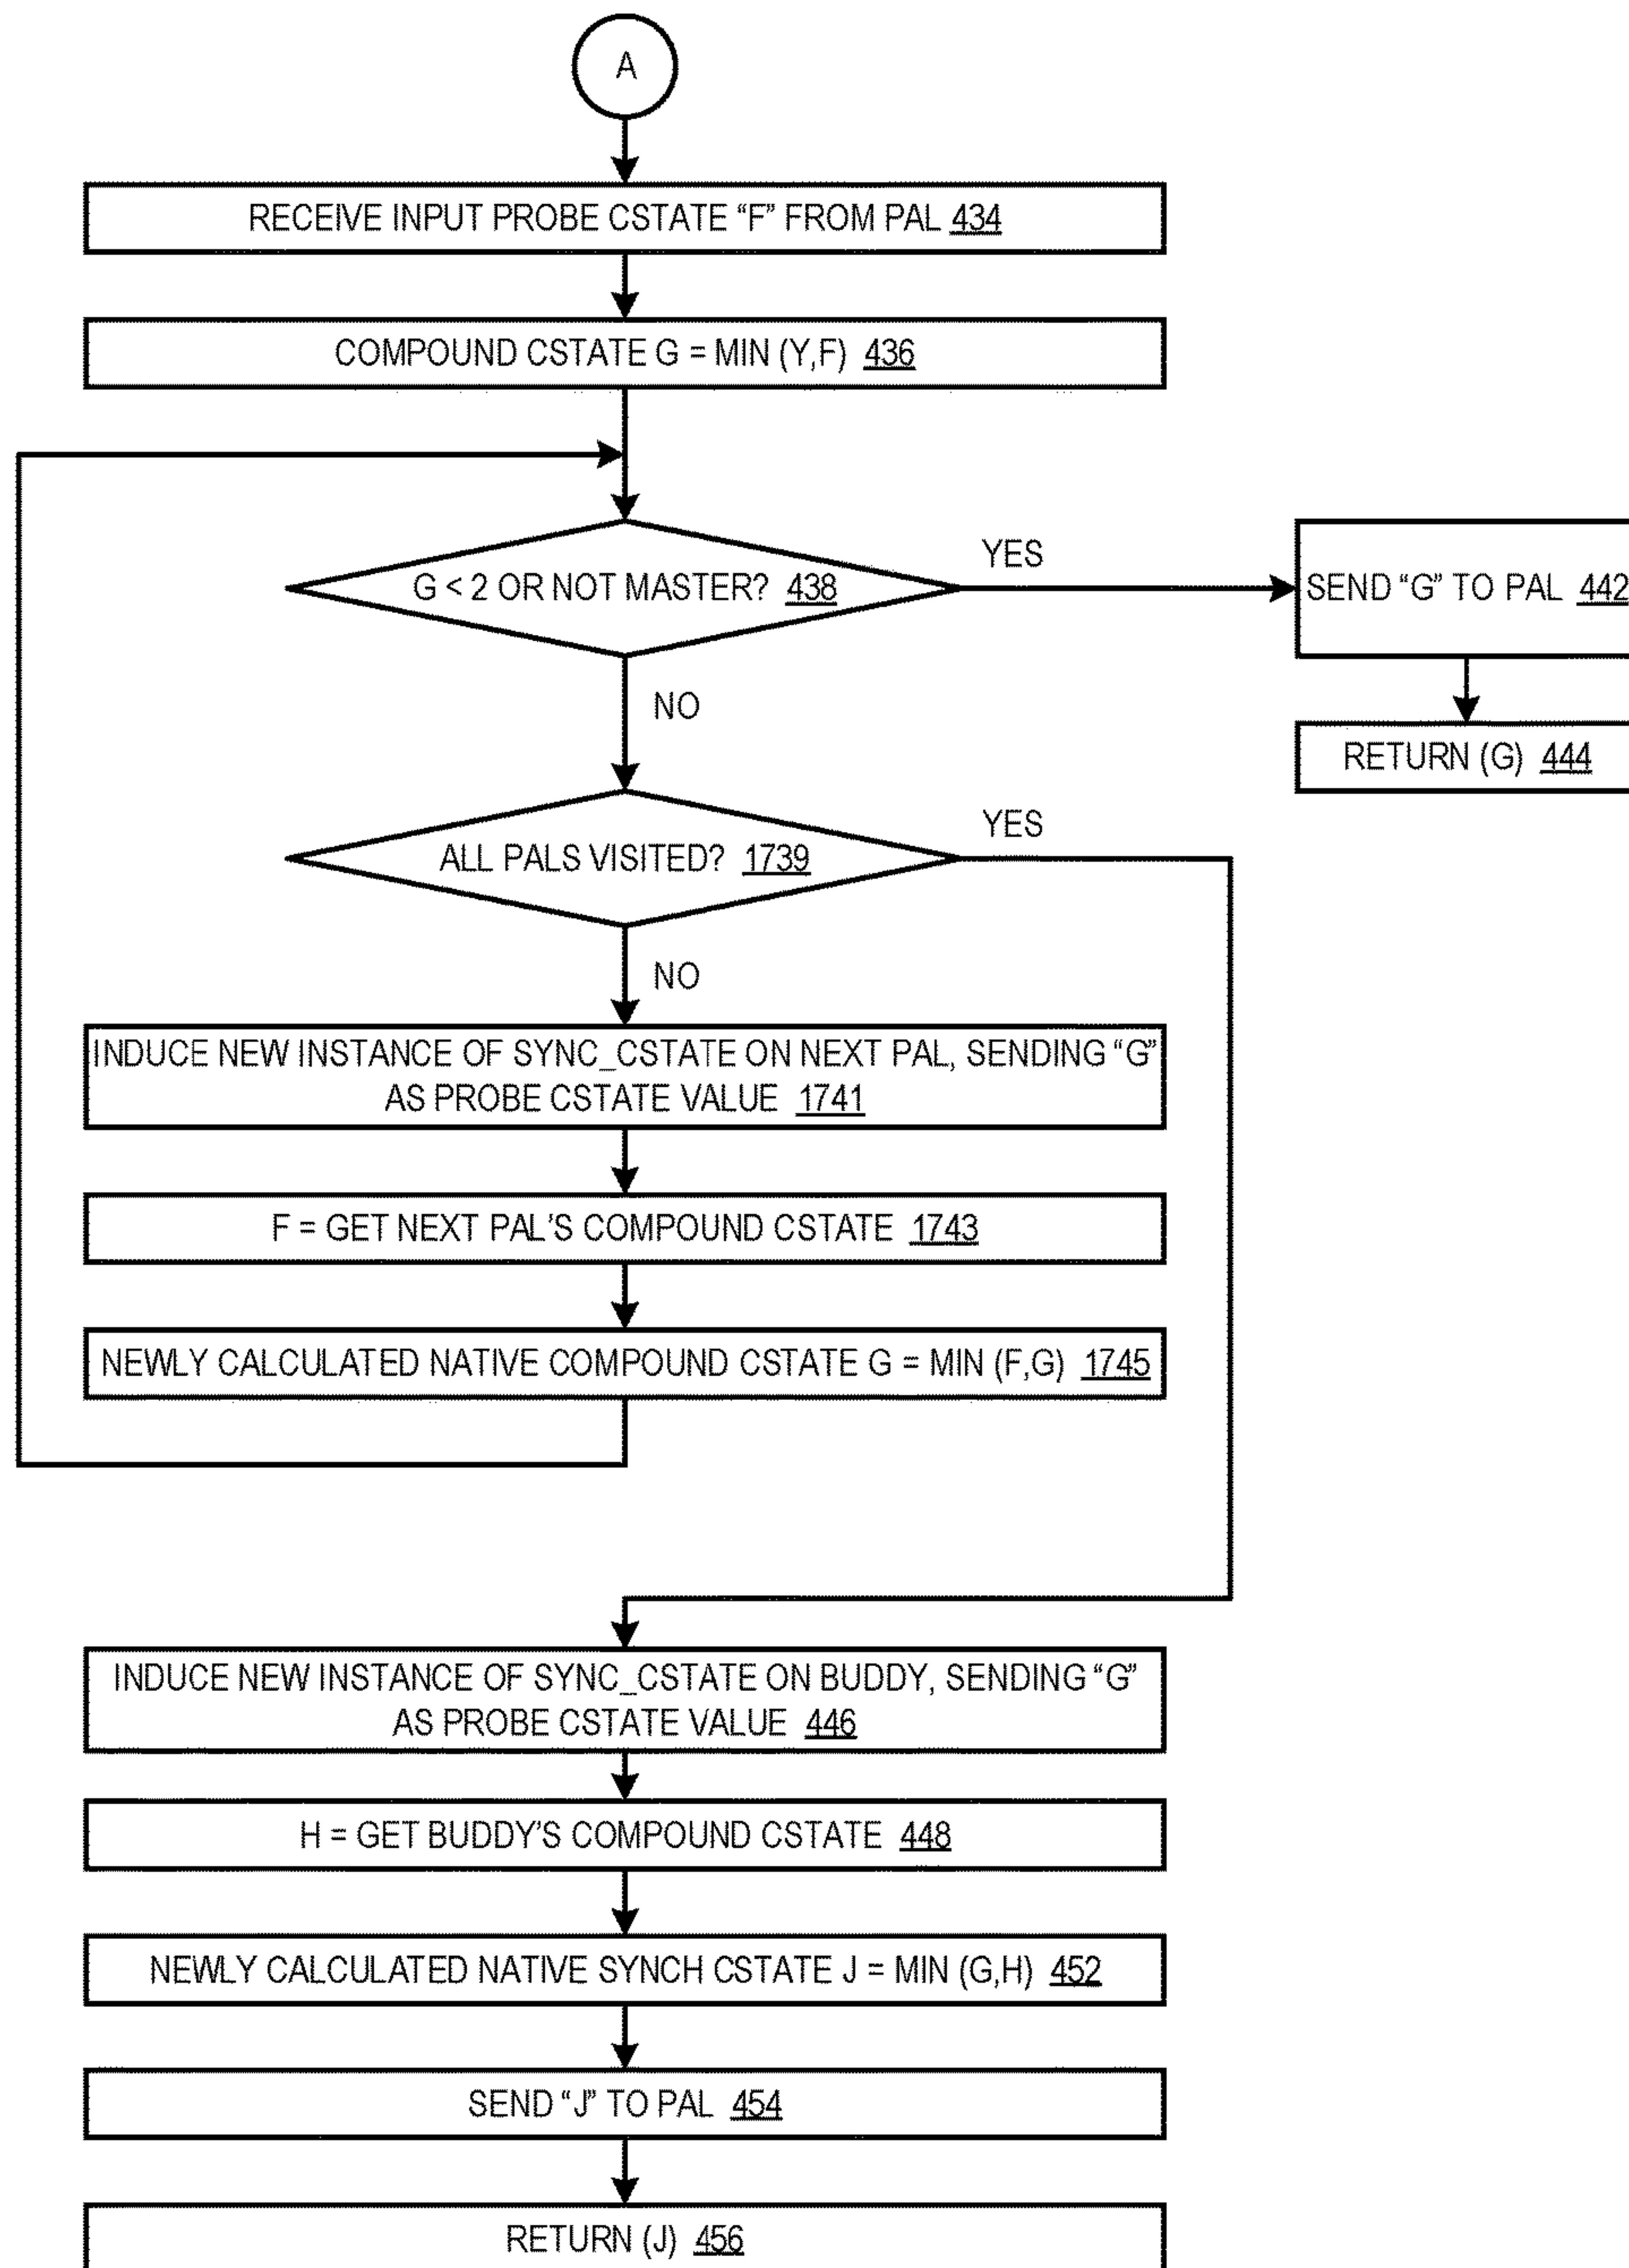 A
RECEIVE INPUT PROBE CSTATE “F” FROM PAL 434
COMPOUND CSTATE G = MIN (Y,F) 436
G < 2 OR NOT MASTER? 438
YES
SEND “G” TO PAL 442
NO
RETURN (G) 444
ALL PALS VISITED? 1739
YES
NO
INDUCE NEW INSTANCE OF SYNC_CSTATE ON NEXT PAL, SENDING “G”
AS PROBE CSTATE VALUE 1741
F = GET NEXT PAL'S COMPOUND CSTATE 1743
NEWLY CALCULATED NATIVE COMPOUND CSTATE G = MIN (F,G) 1745
INDUCE NEW INSTANCE OF SYNC_CSTATE ON BUDDY, SENDING “G”
AS PROBE CSTATE VALUE 446
H = GET BUDDY'S COMPOUND CSTATE 448
NEWLY CALCULATED NATIVE SYNCH CSTATE J = MIN (G,H) 452
SEND “J” TO PAL 454
RETURN (J) 456